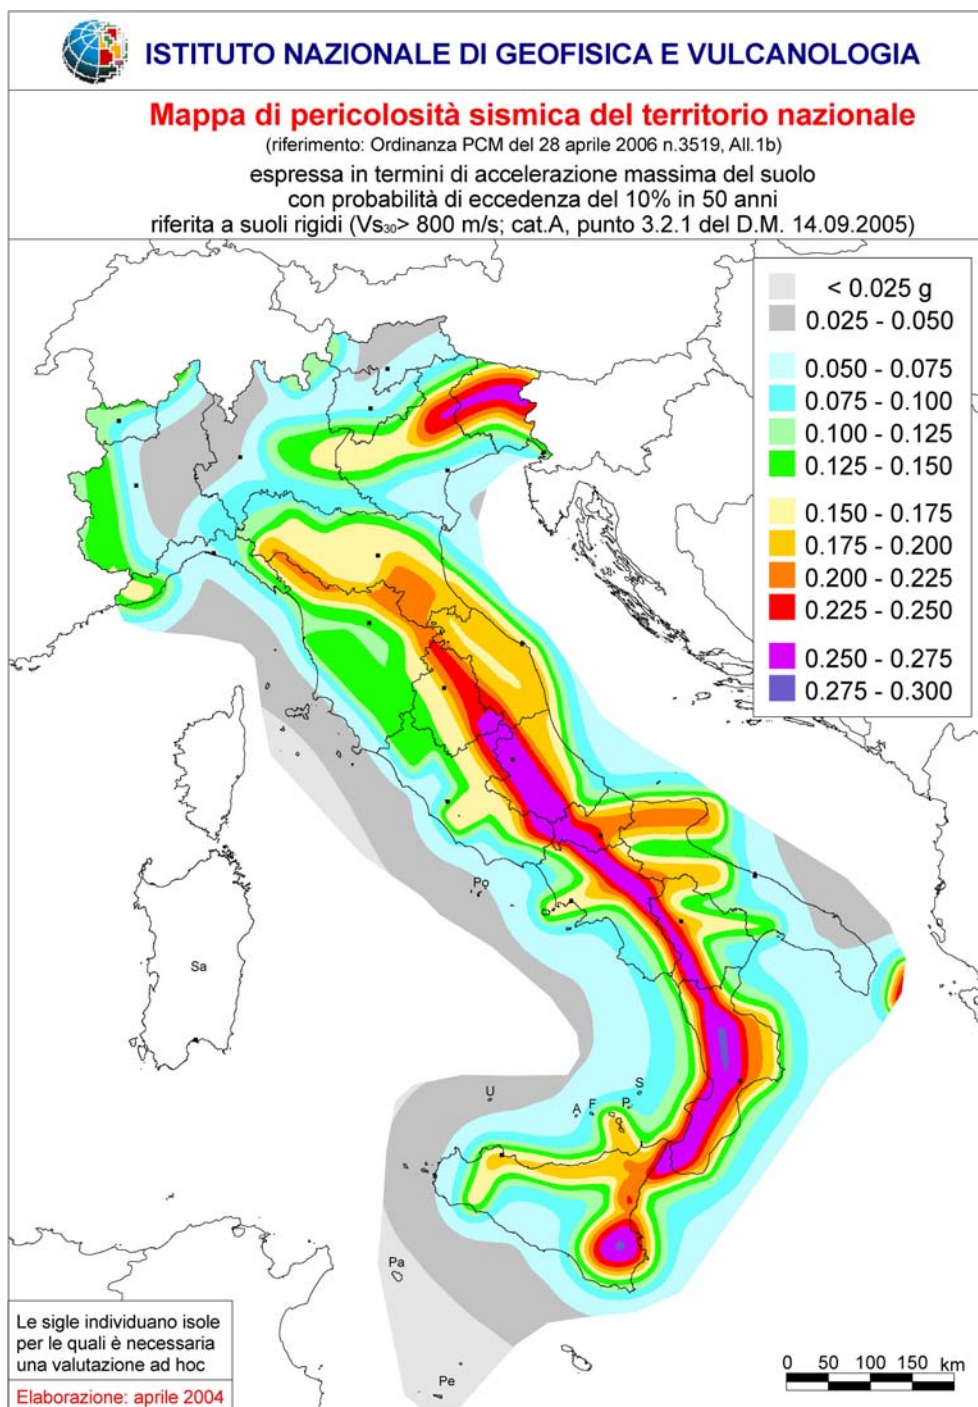 ISTITUTO NAZIONALE DI GEOFISICA E VULCANOLOGIA
Mappa di pericolosità sismica del territorio nazionale
(riferimento: Ordinanza PCM del 28 aprile 2006 n.3519, All.1b)
espressa in termini di accelerazione massima del suolo
con probabilità di eccedenza del 10% in 50 anni
riferita a suoli rigidi (Vs30> 800 m/s; cat.A, punto 3.2.1 del D.M. 14.09.2005)
< 0.025 g
0.025 - 0.050
0.050 - 0.075
0.075 - 0.100
0.100 - 0.125
0.125 - 0.150
0.150 - 0.175
0.175 - 0.200
0.200 - 0.225
0.225 - 0.250
0.250 - 0.275
0.275 - 0.300
Po
Sa
U
S
A F P
Pa
Pe
Le sigle individuano isole
per le quali è necessaria
una valutazione ad hoc
Elaborazione: aprile 2004
0 50 100 150 km